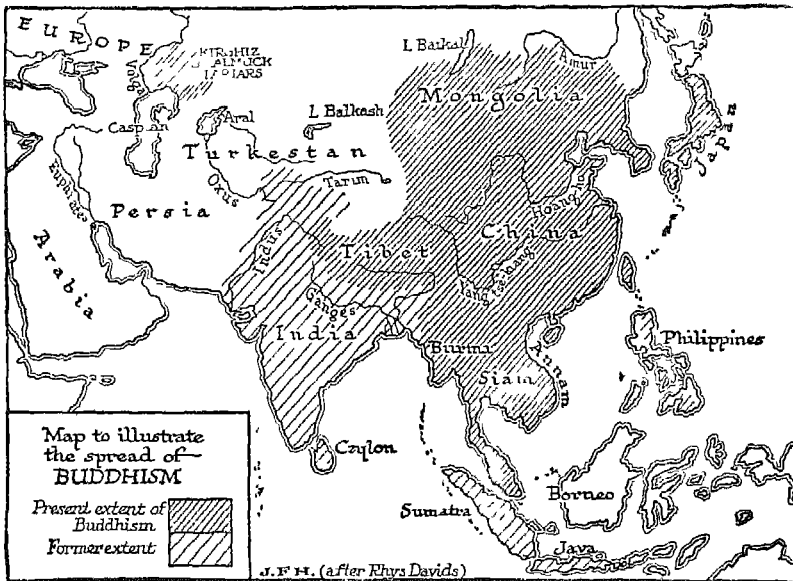 EUROPE
KIRGHIZ
KALMUCK
TARTARS
Volga
Caspian
Aral
L Balkash
L Baikal
Amur
Mongolia
Turkestan
Oxus
Tarim
Euphrates
Persia
Arabia
Indus
Tibet
China
Hoang Ho
Yang tse kiang
Japan
Ganges
India
Burma
Siam
Annam
Philippines
Ceylon
Sumatra
Borneo
Java
Map to illustrate
the spread of
BUDDHISM
Present extent of
Buddhism
Former extent
J.F.H. (after Rhys Davids)